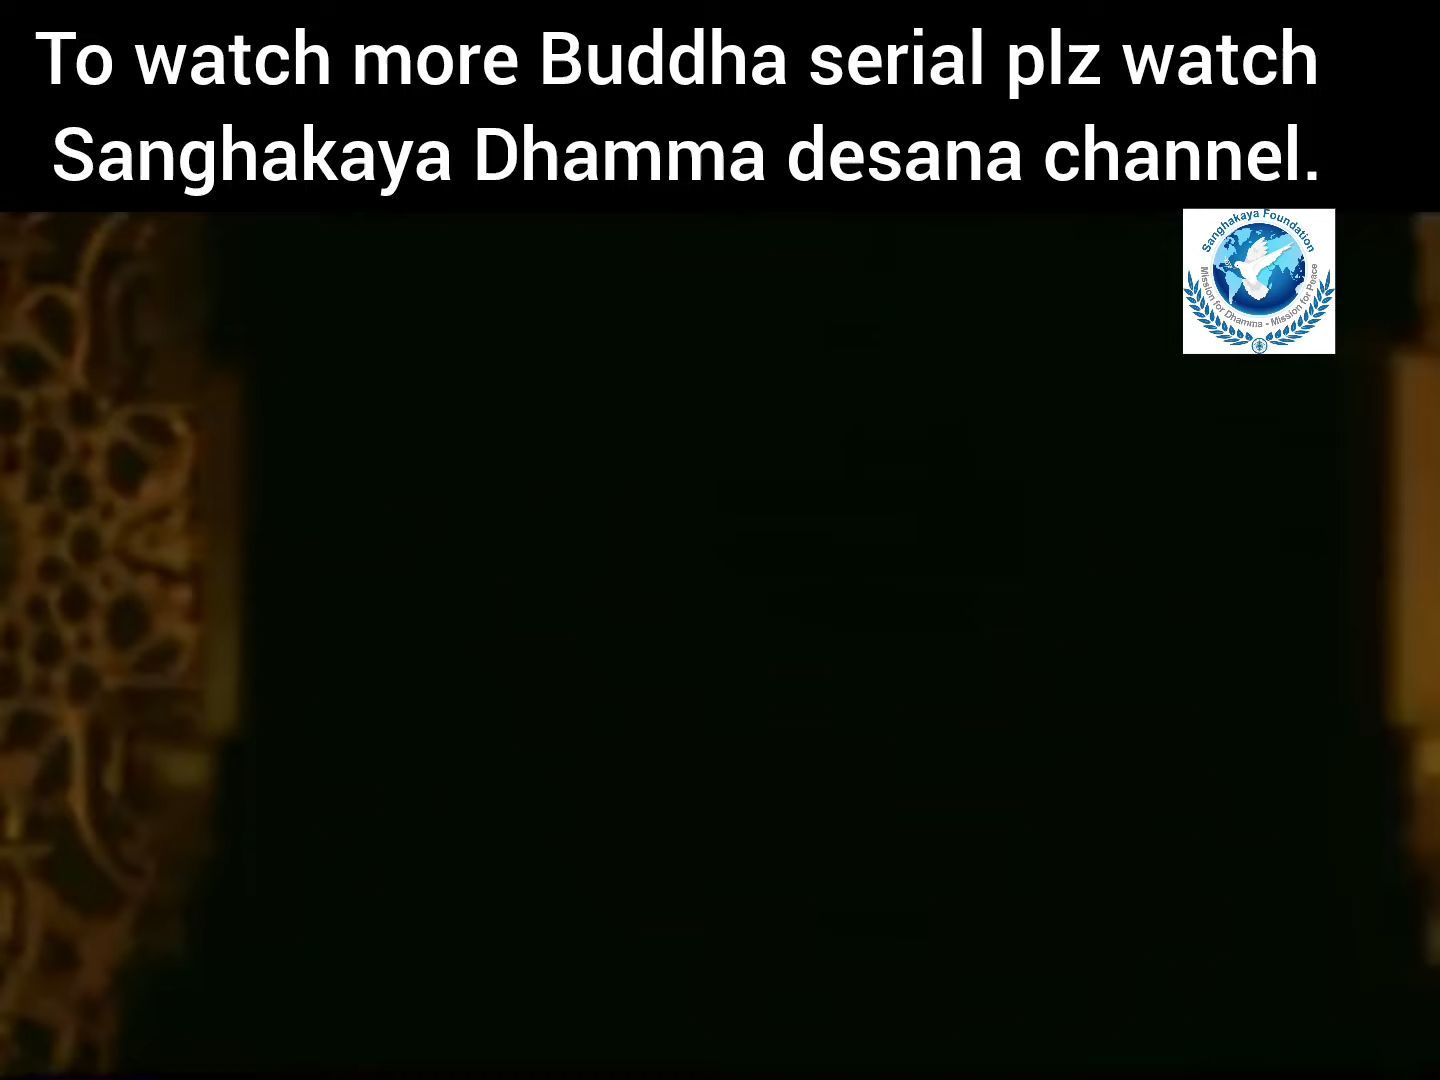 To watch more Buddha serial plz watch
Sanghakaya Dhamma desana channel.
Sanghakaya Foundation
Mission for Dhamma - Mission for Peace